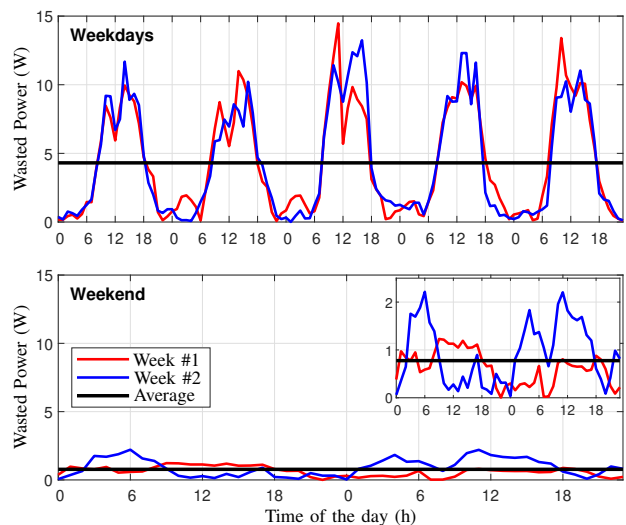 Wasted Power (W)
15
10
5
0
Weekdays
0 6 12 18 0 6 12 18 0 6 12 18 0 6 12 18 0 6 12 18
Wasted Power (W)
15
10
5
0
Weekend
Week #1
Week #2
Average
2
1
0
0 6 12 18 0 6 12 18
0 6 12 18 0 6 12 18
Time of the day (h)